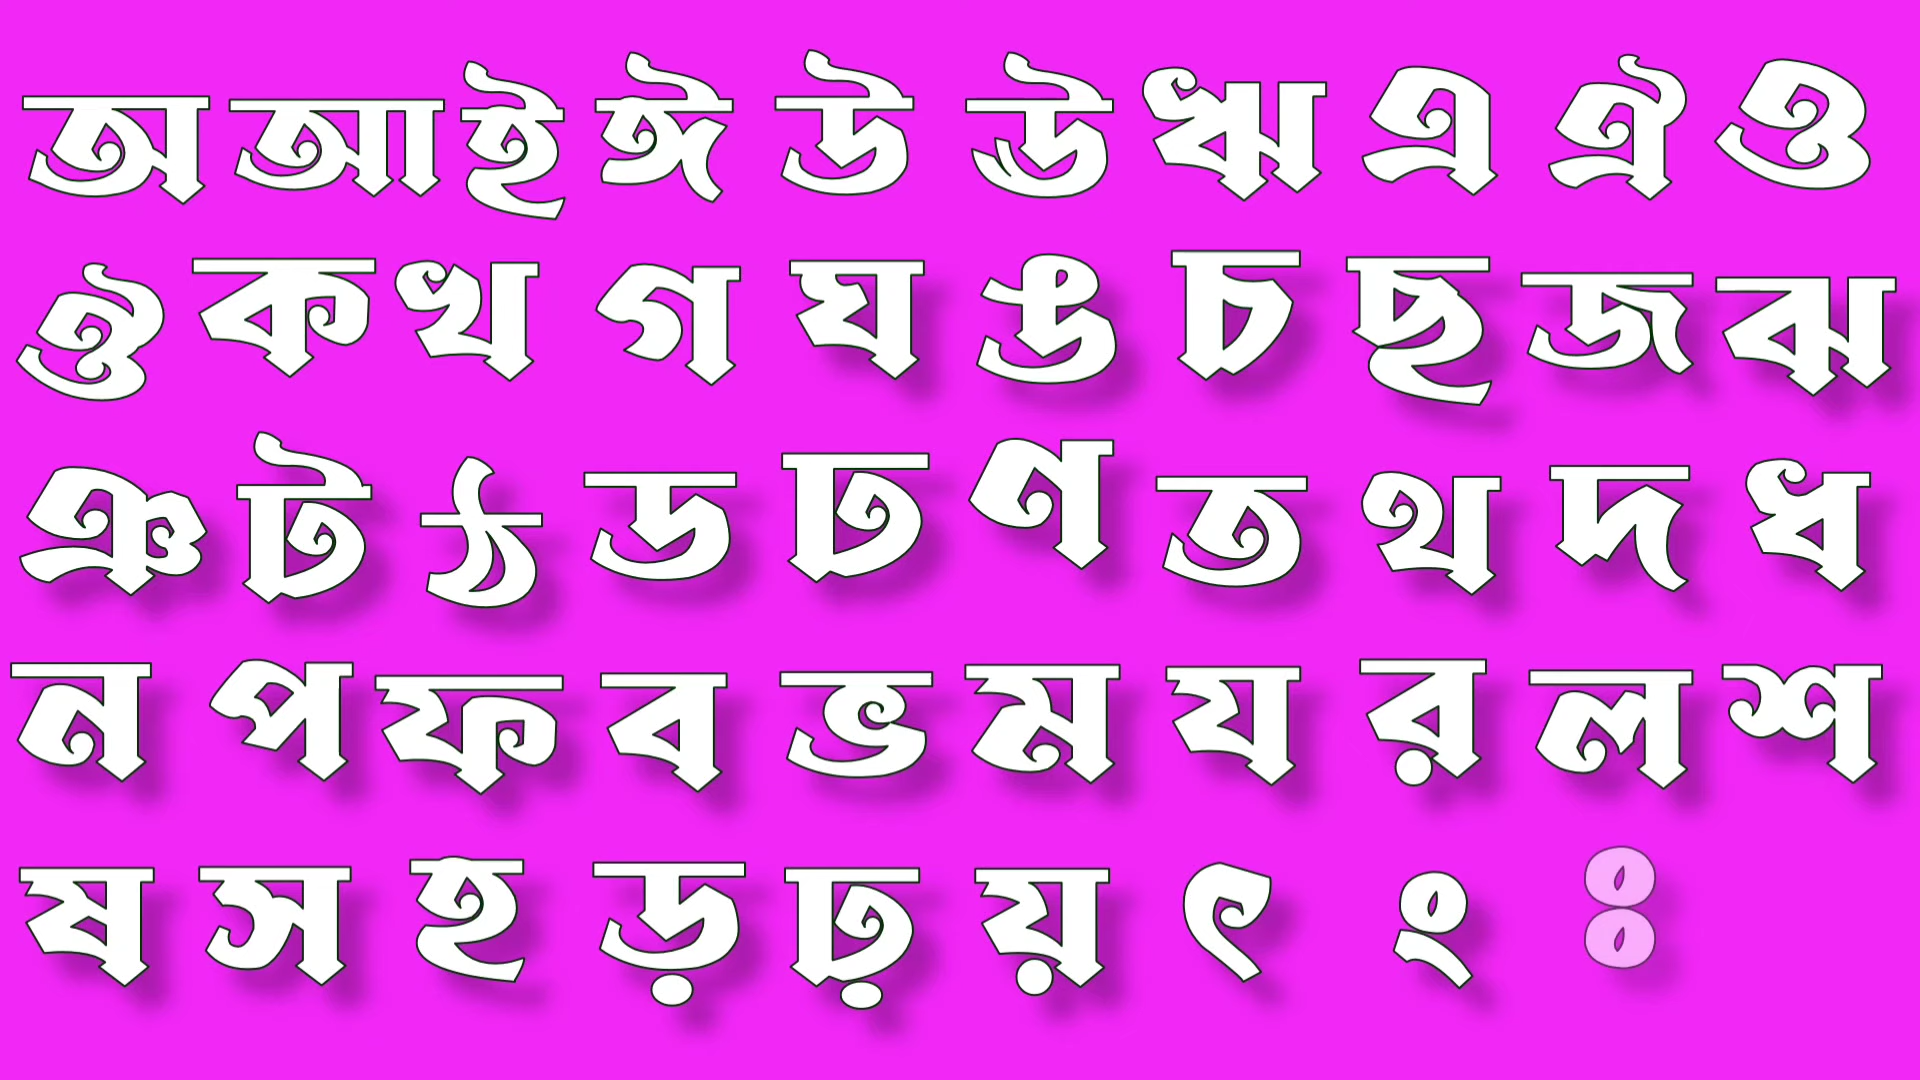 অ আ ই ঈ উ ঊ ঋ এ ঐ ও
ঔ ক খ গ ঘ ঙ চ ছ জ ঝ
ঞ ট ঠ ড ঢ ণ ত থ দ ধ
ন প ফ ব ভ ম য র ল শ
ষ স হ ড় ঢ় য় ৎ ং ঃ